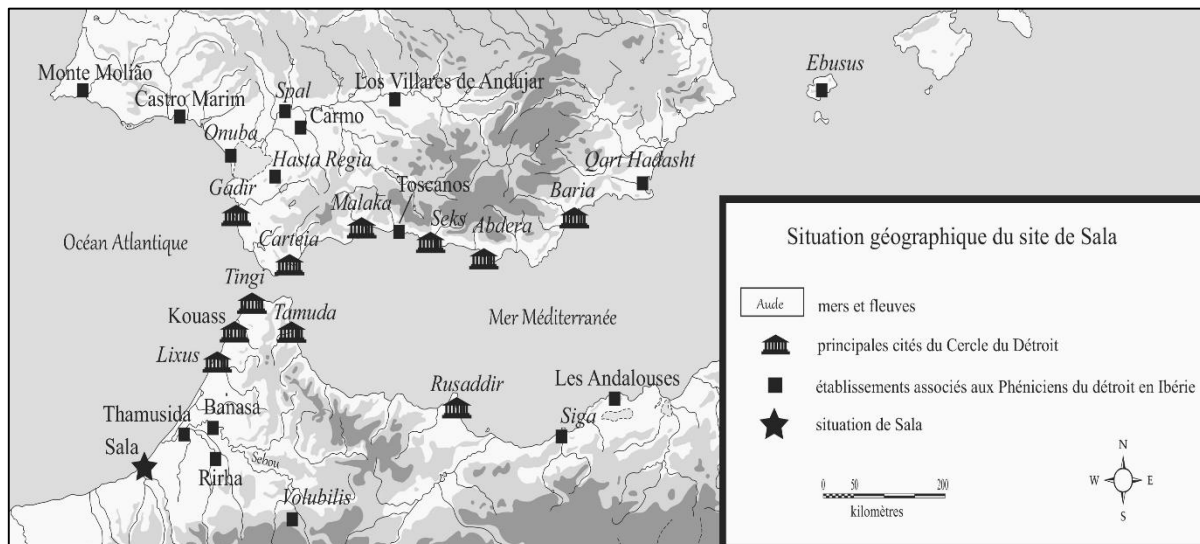 Monte Molião
Castro Marim
Spal
Los Villares de Andujar
Ebusus
Carmo
Onuba
Hasta Regia
Qart Hadasht
Gadir
Malaka
Toscanos
Baria
Seks
Abdera
Océan Atlantique
Carteia
Tingi
Kouass
Tamuda
Mer Méditerranée
Lixus
Rusaddir
Les Andalouses
Siga
Thamusida
Banasa
Sala
Sebou
Rirha
Volubilis
Situation géographique du site de Sala
Aude
mers et fleuves
principales cités du Cercle du Détroit
établissements associés aux Phéniciens du détroit en Ibérie
situation de Sala
0 50 200
kilomètres
N
W E
S